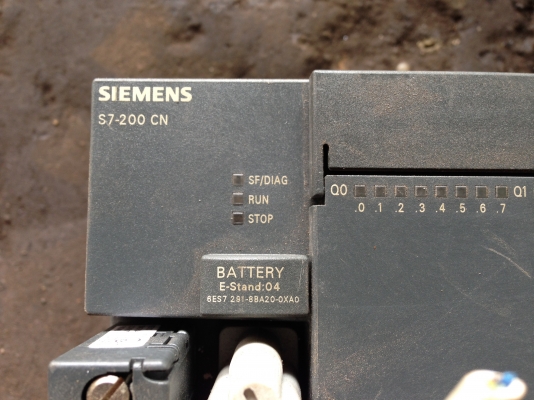 SIEMENS
S7-200 CN
SF/DIAG
RUN
STOP
Q0 Q1
.0 .1 .2 .3 .4 .5 .6 .7
BATTERY
E-Stand:04
6ES7 291-8BA20-0XA0